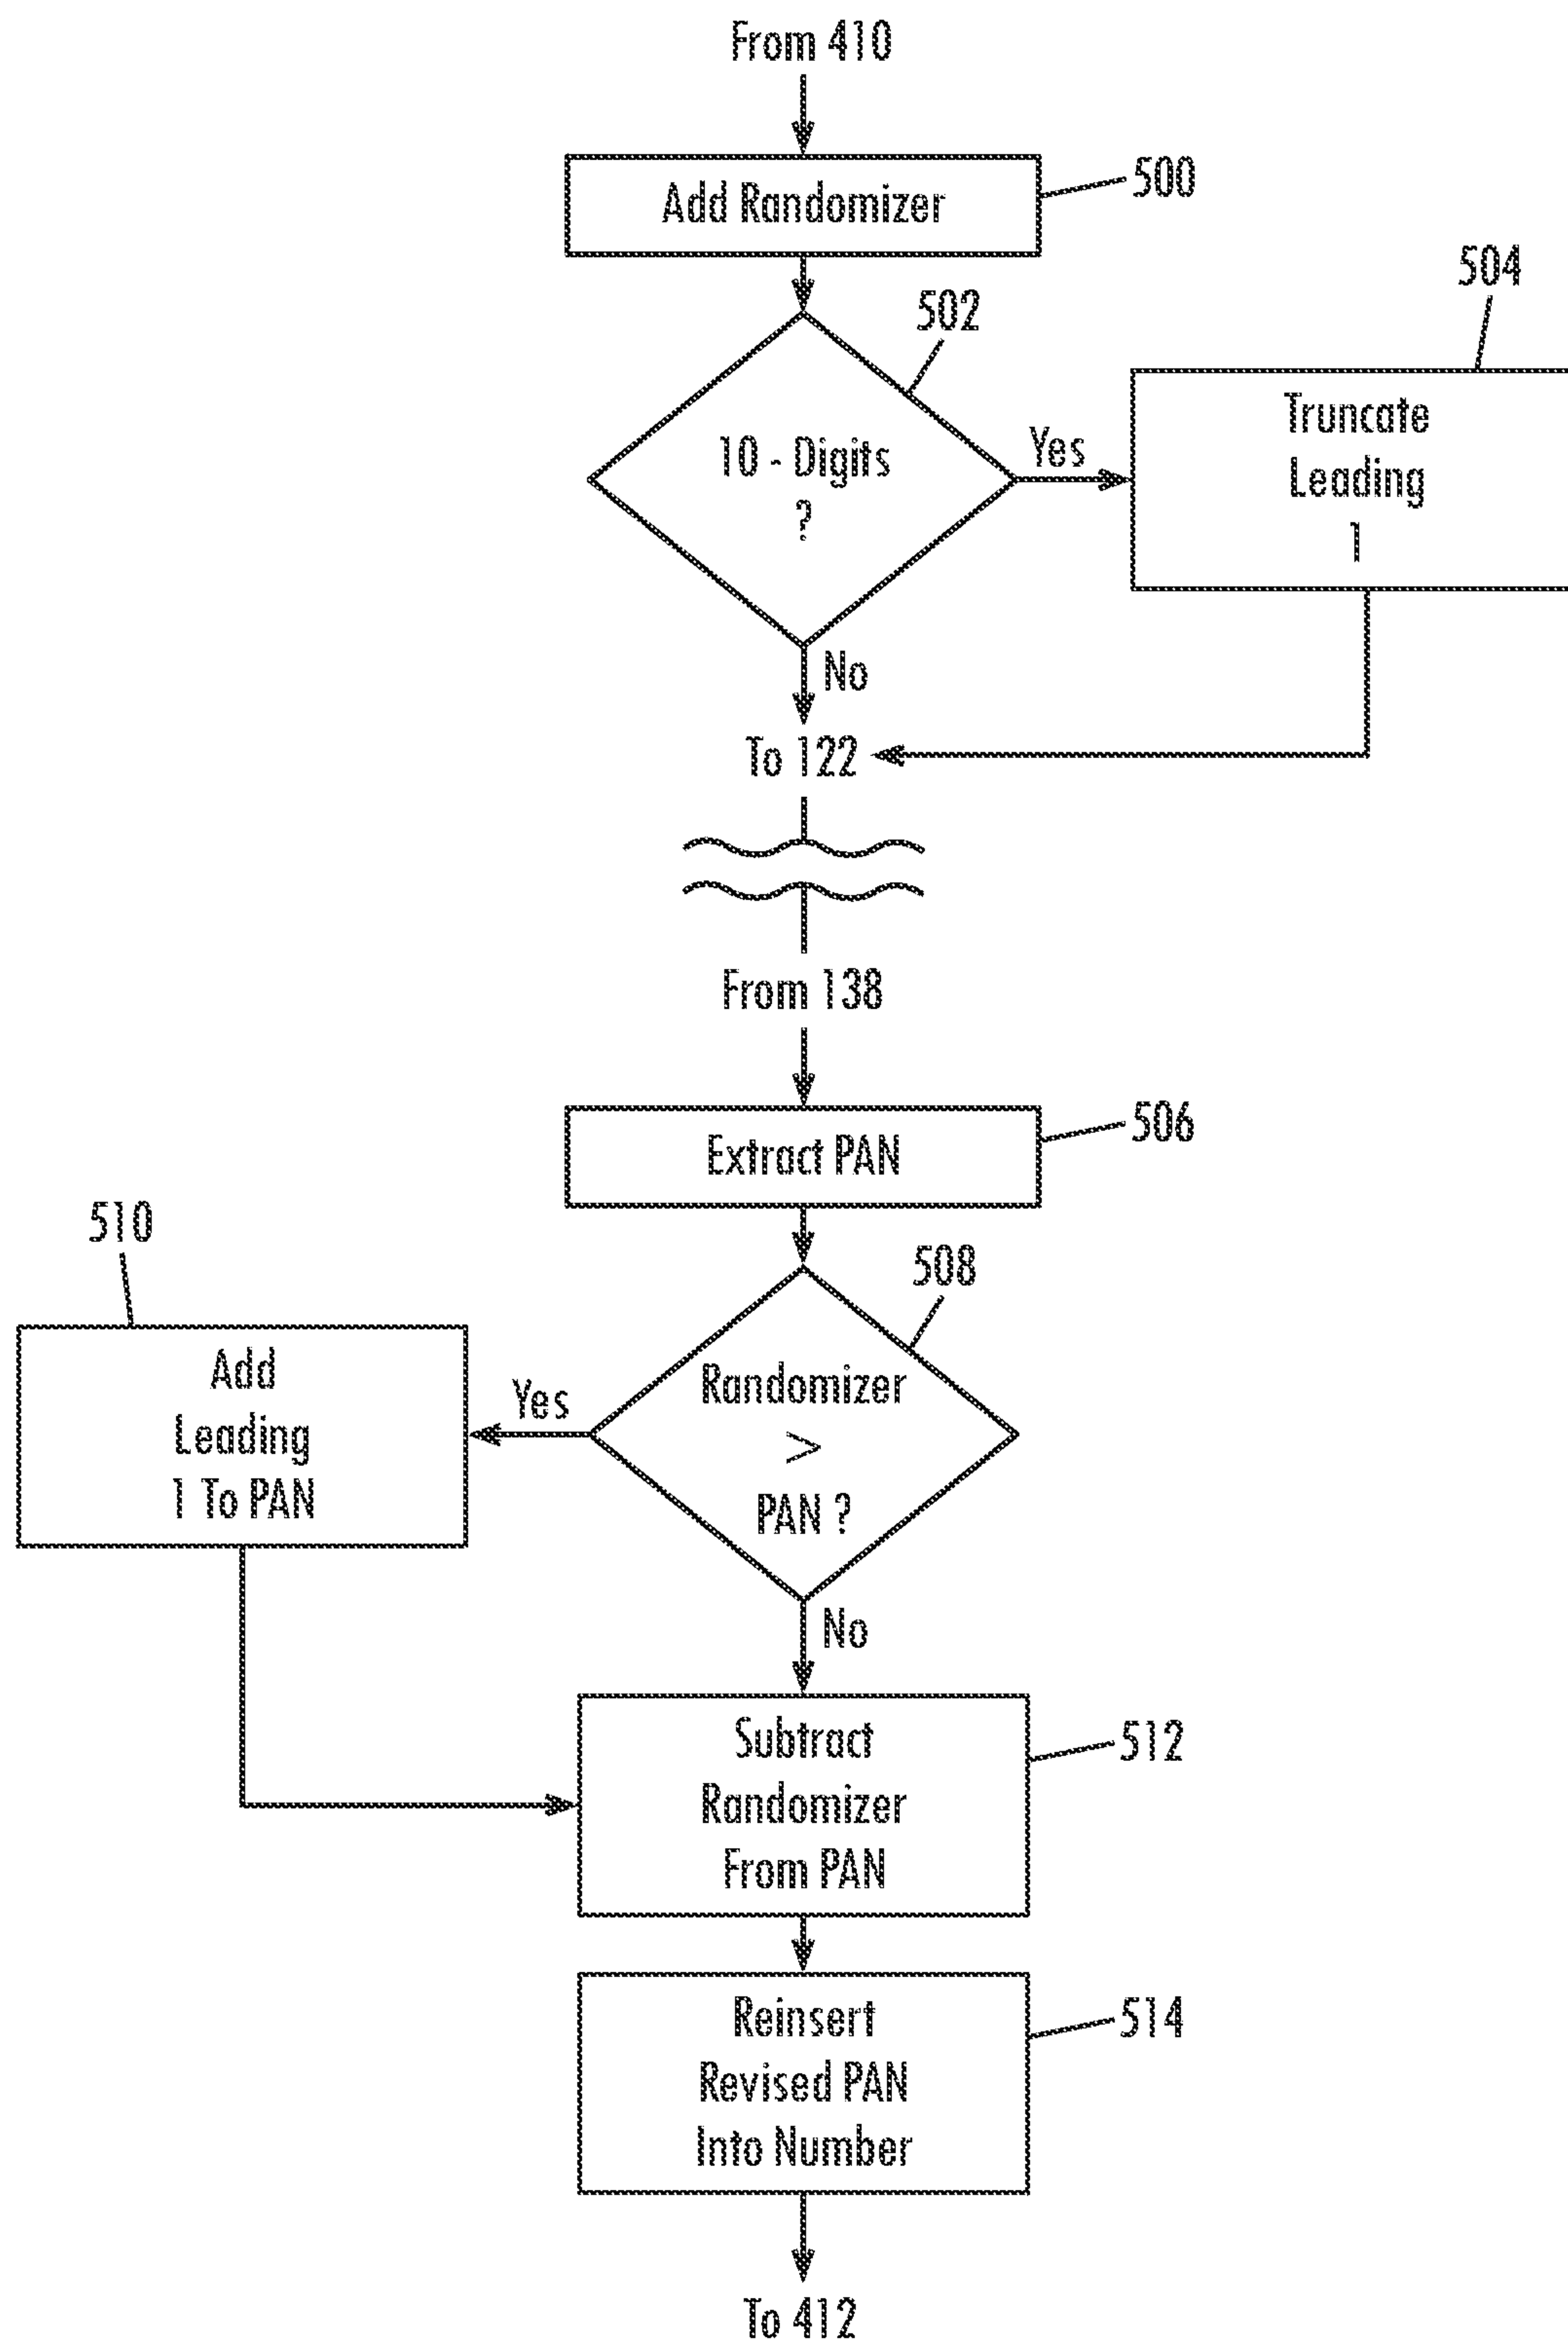 From 410
Add Randomizer
500
502
504
10 - Digits
?
Yes
Truncate
Leading
1
No
To 122
From 138
Extract PAN
506
510
508
Add
Leading
1 To PAN
Yes
Randomizer
>
PAN ?
No
Subtract
Randomizer
From PAN
512
Reinsert
Revised PAN
Into Number
514
To 412